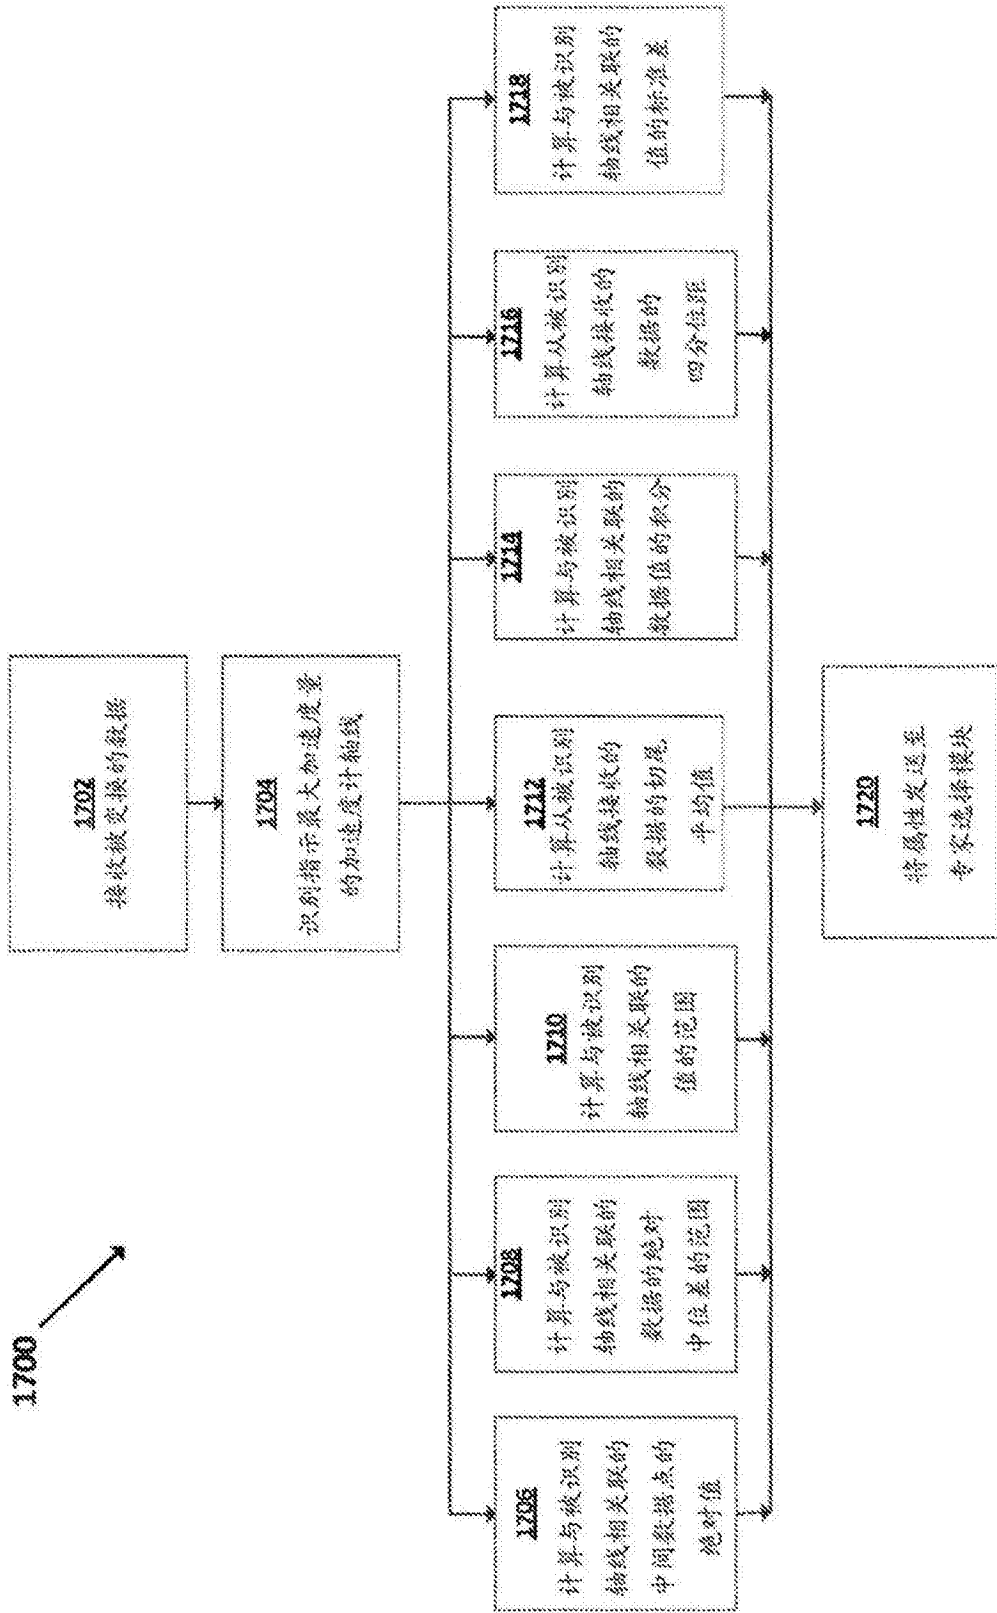 1700
1702
接收被变换的数据
1704
识别指示最大加速度量
的加速度计轴线
1706
计算与被识别
轴线相关联的
中间数据点的
绝对值
1708
计算与被识别
轴线相关联的
数据的绝对
中位差的范围
1710
计算与被识别
轴线相关联的
值的范围
1712
计算从被识别
轴线接收的
数据的切尾
平均值
1714
计算与被识别
轴线相关联的
数据值的积分
1716
计算从被识别
轴线接收的
数据的
四分位距
1718
计算与被识别
轴线相关联的
值的标准差
1720
将属性发送至
专家选择模块